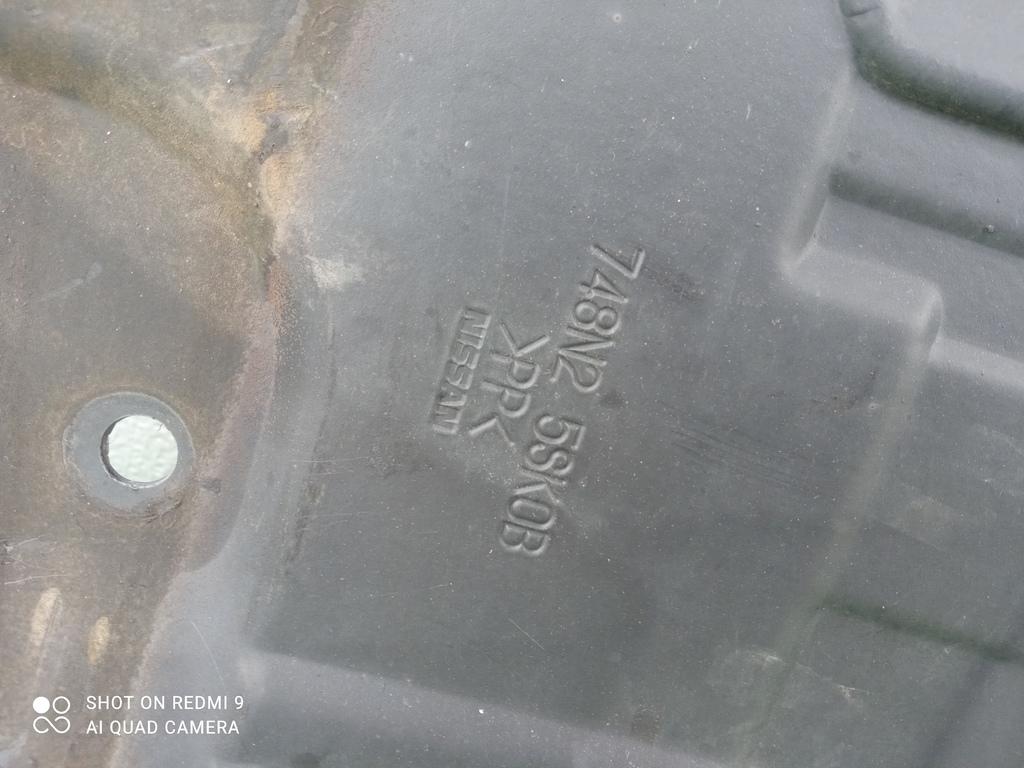 748N2 5SK0B
>PP<
NISSAN
SHOT ON REDMI 9
AI QUAD CAMERA